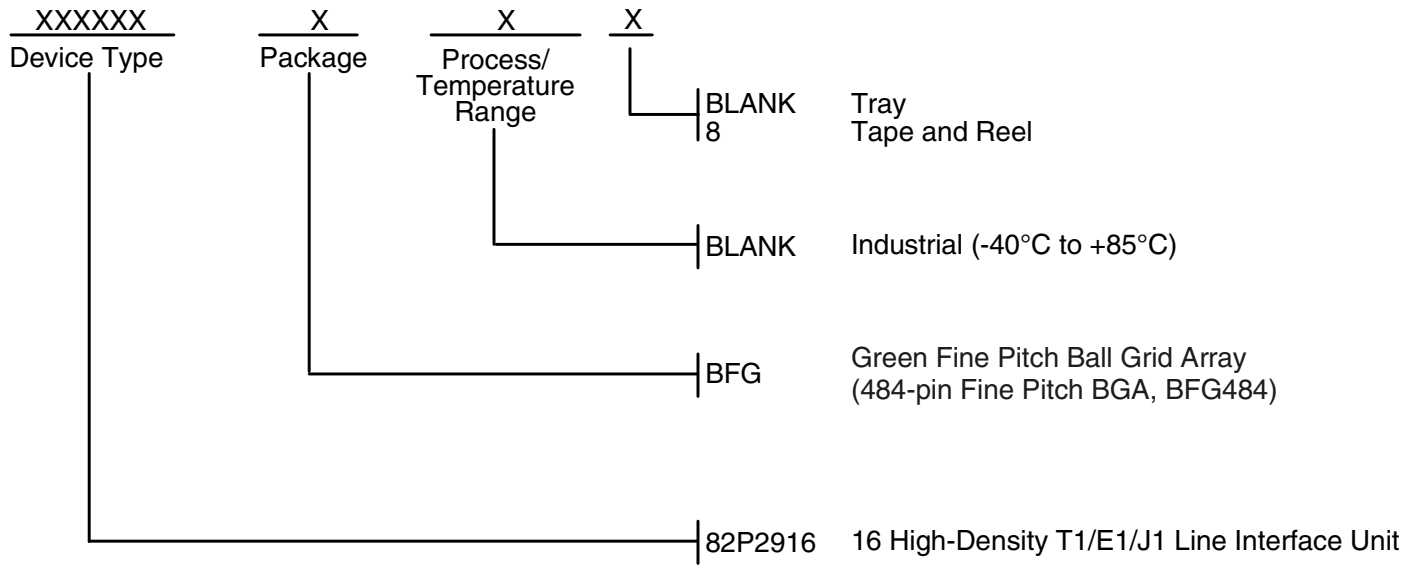 XXXXXX X X X
Device Type Package Process/
Temperature
Range
BLANK Tray
8 Tape and Reel
BLANK Industrial (-40°C to +85°C)
BFG Green Fine Pitch Ball Grid Array
(484-pin Fine Pitch BGA, BFG484)
82P2916 16 High-Density T1/E1/J1 Line Interface Unit